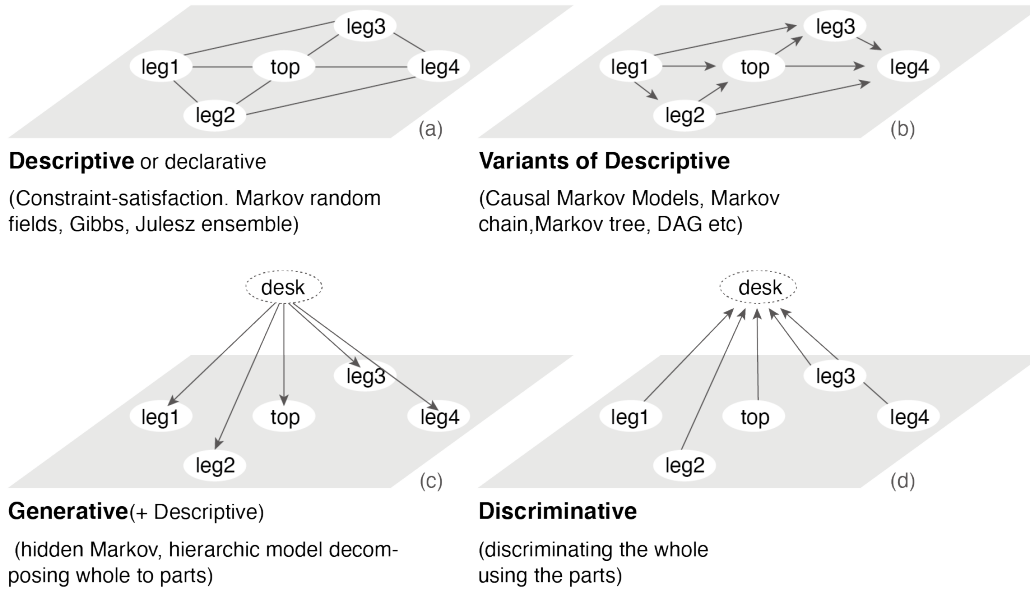 leg3
leg1
top
leg4
leg2
(a)
Descriptive or declarative
(Constraint-satisfaction. Markov random
fields, Gibbs, Julesz ensemble)
leg3
leg1
top
leg4
leg2
(b)
Variants of Descriptive
(Causal Markov Models, Markov
chain,Markov tree, DAG etc)
desk
leg3
leg1
top
leg4
leg2
(c)
Generative(+ Descriptive)
(hidden Markov, hierarchic model decom-
posing whole to parts)
desk
leg3
leg1
top
leg4
leg2
(d)
Discriminative
(discriminating the whole
using the parts)